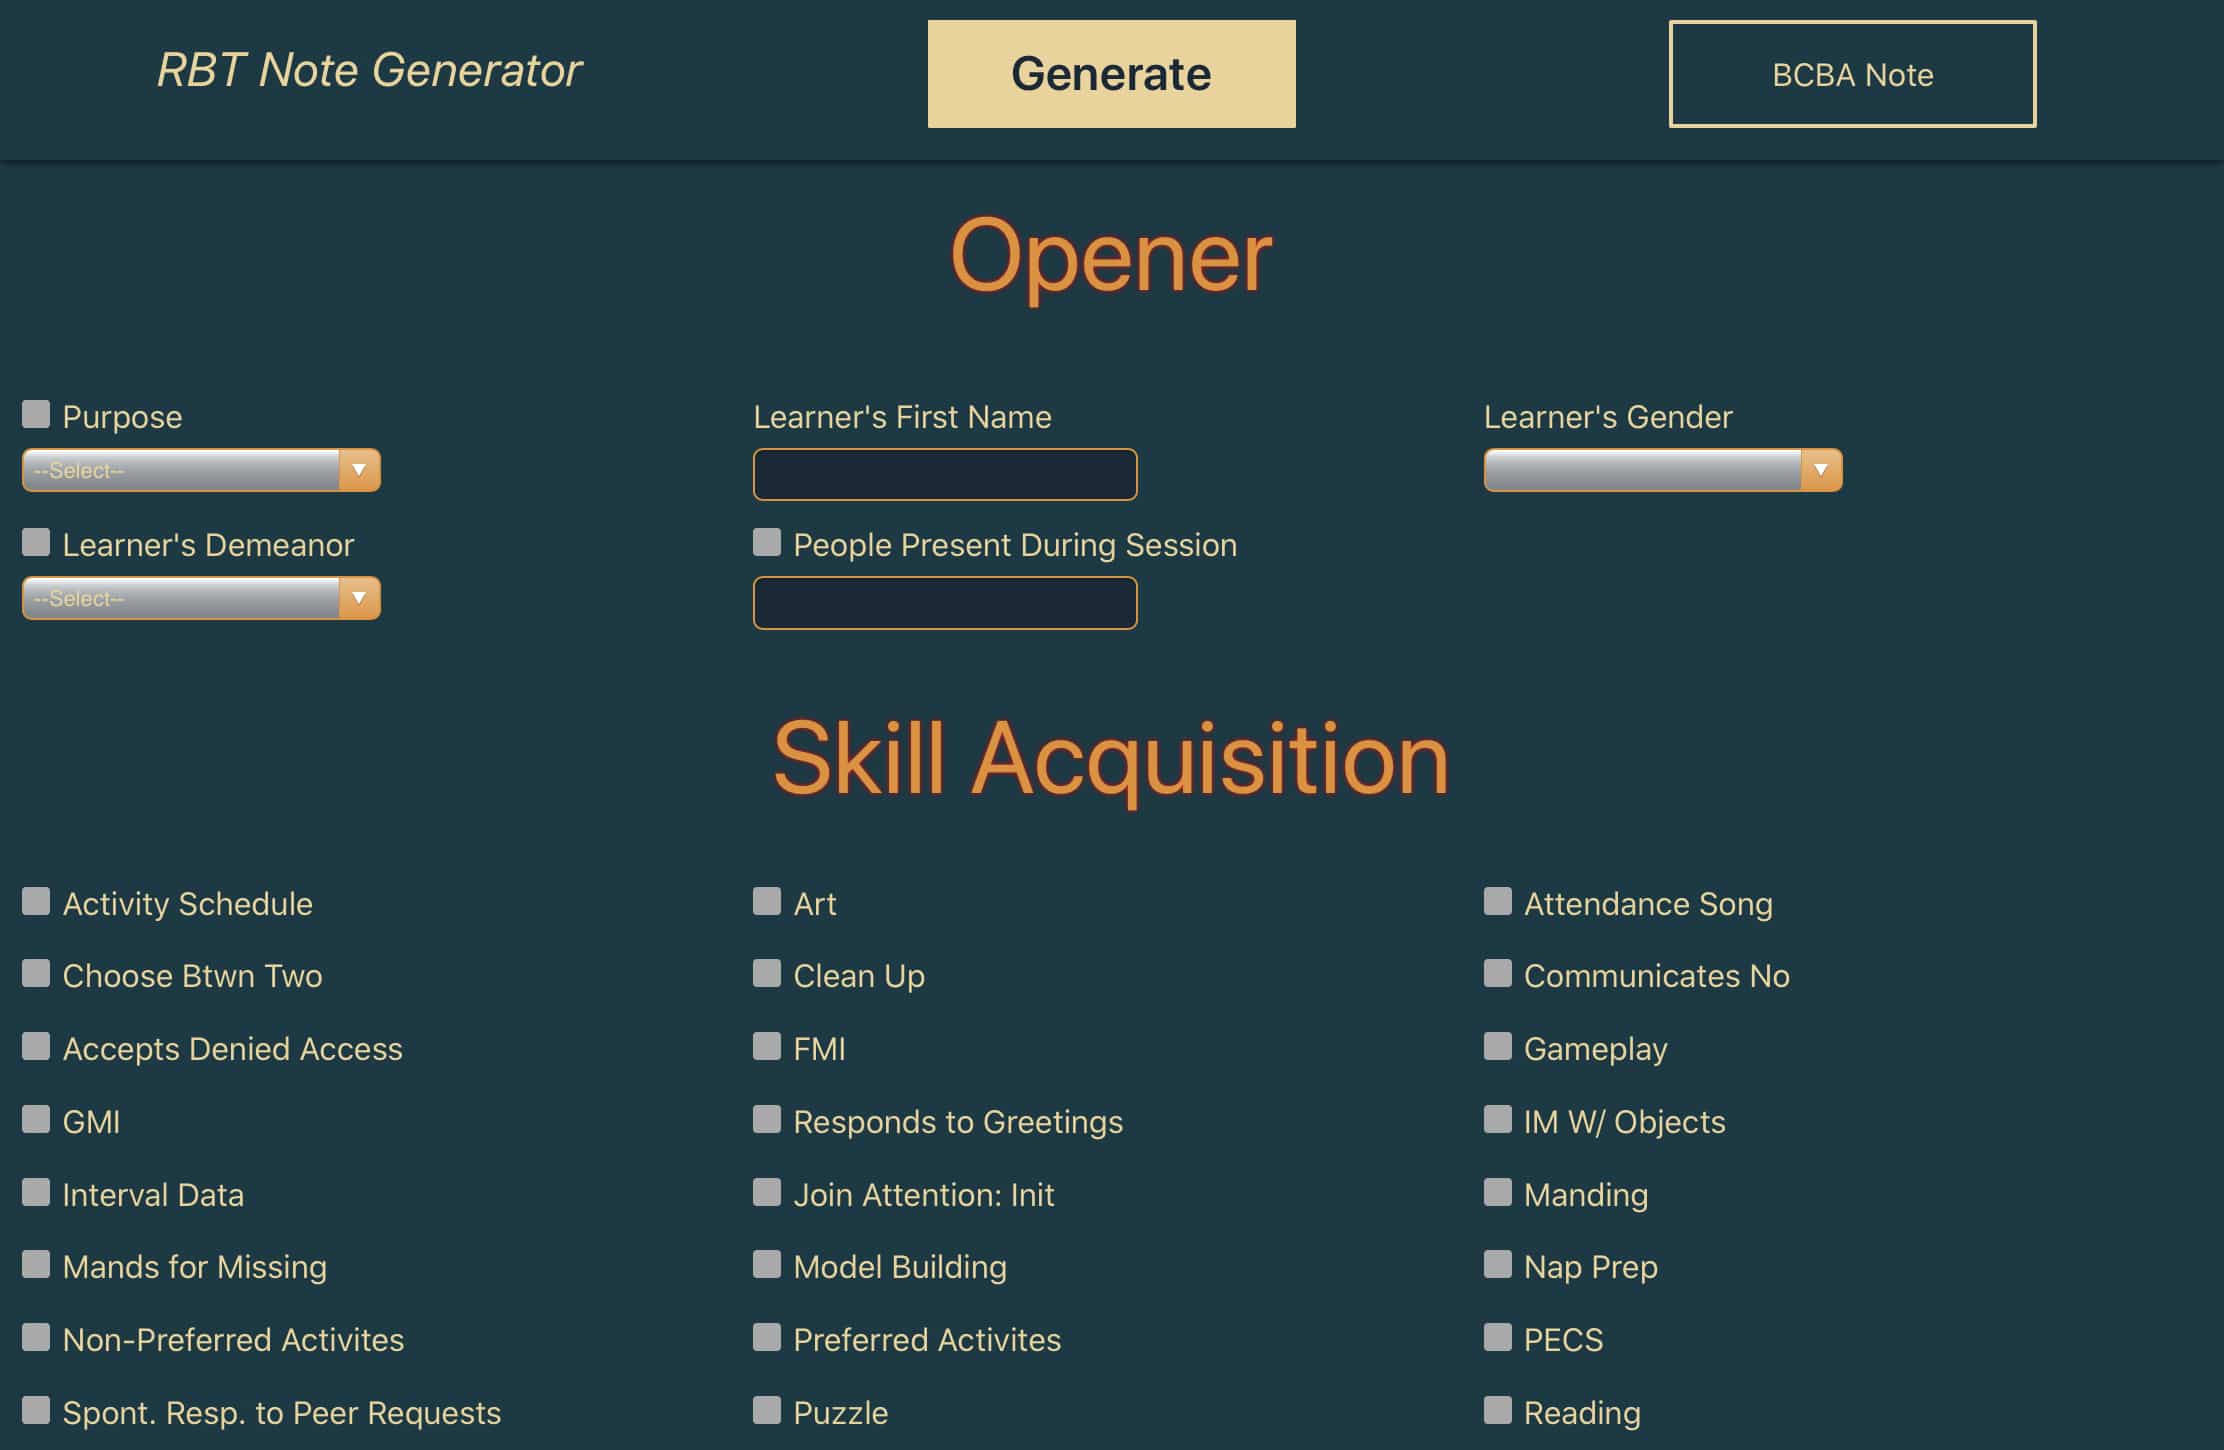 RBT Note Generator
Generate
BCBA Note
Opener
Purpose
Learner's First Name
Learner's Gender
--Select--
Learner's Demeanor
People Present During Session
--Select--
Skill Acquisition
Activity Schedule
Art
Attendance Song
Choose Btwn Two
Clean Up
Communicates No
Accepts Denied Access
FMI
Gameplay
GMI
Responds to Greetings
IM W/ Objects
Interval Data
Join Attention: Init
Manding
Mands for Missing
Model Building
Nap Prep
Non-Preferred Activites
Preferred Activites
PECS
Spont. Resp. to Peer Requests
Puzzle
Reading